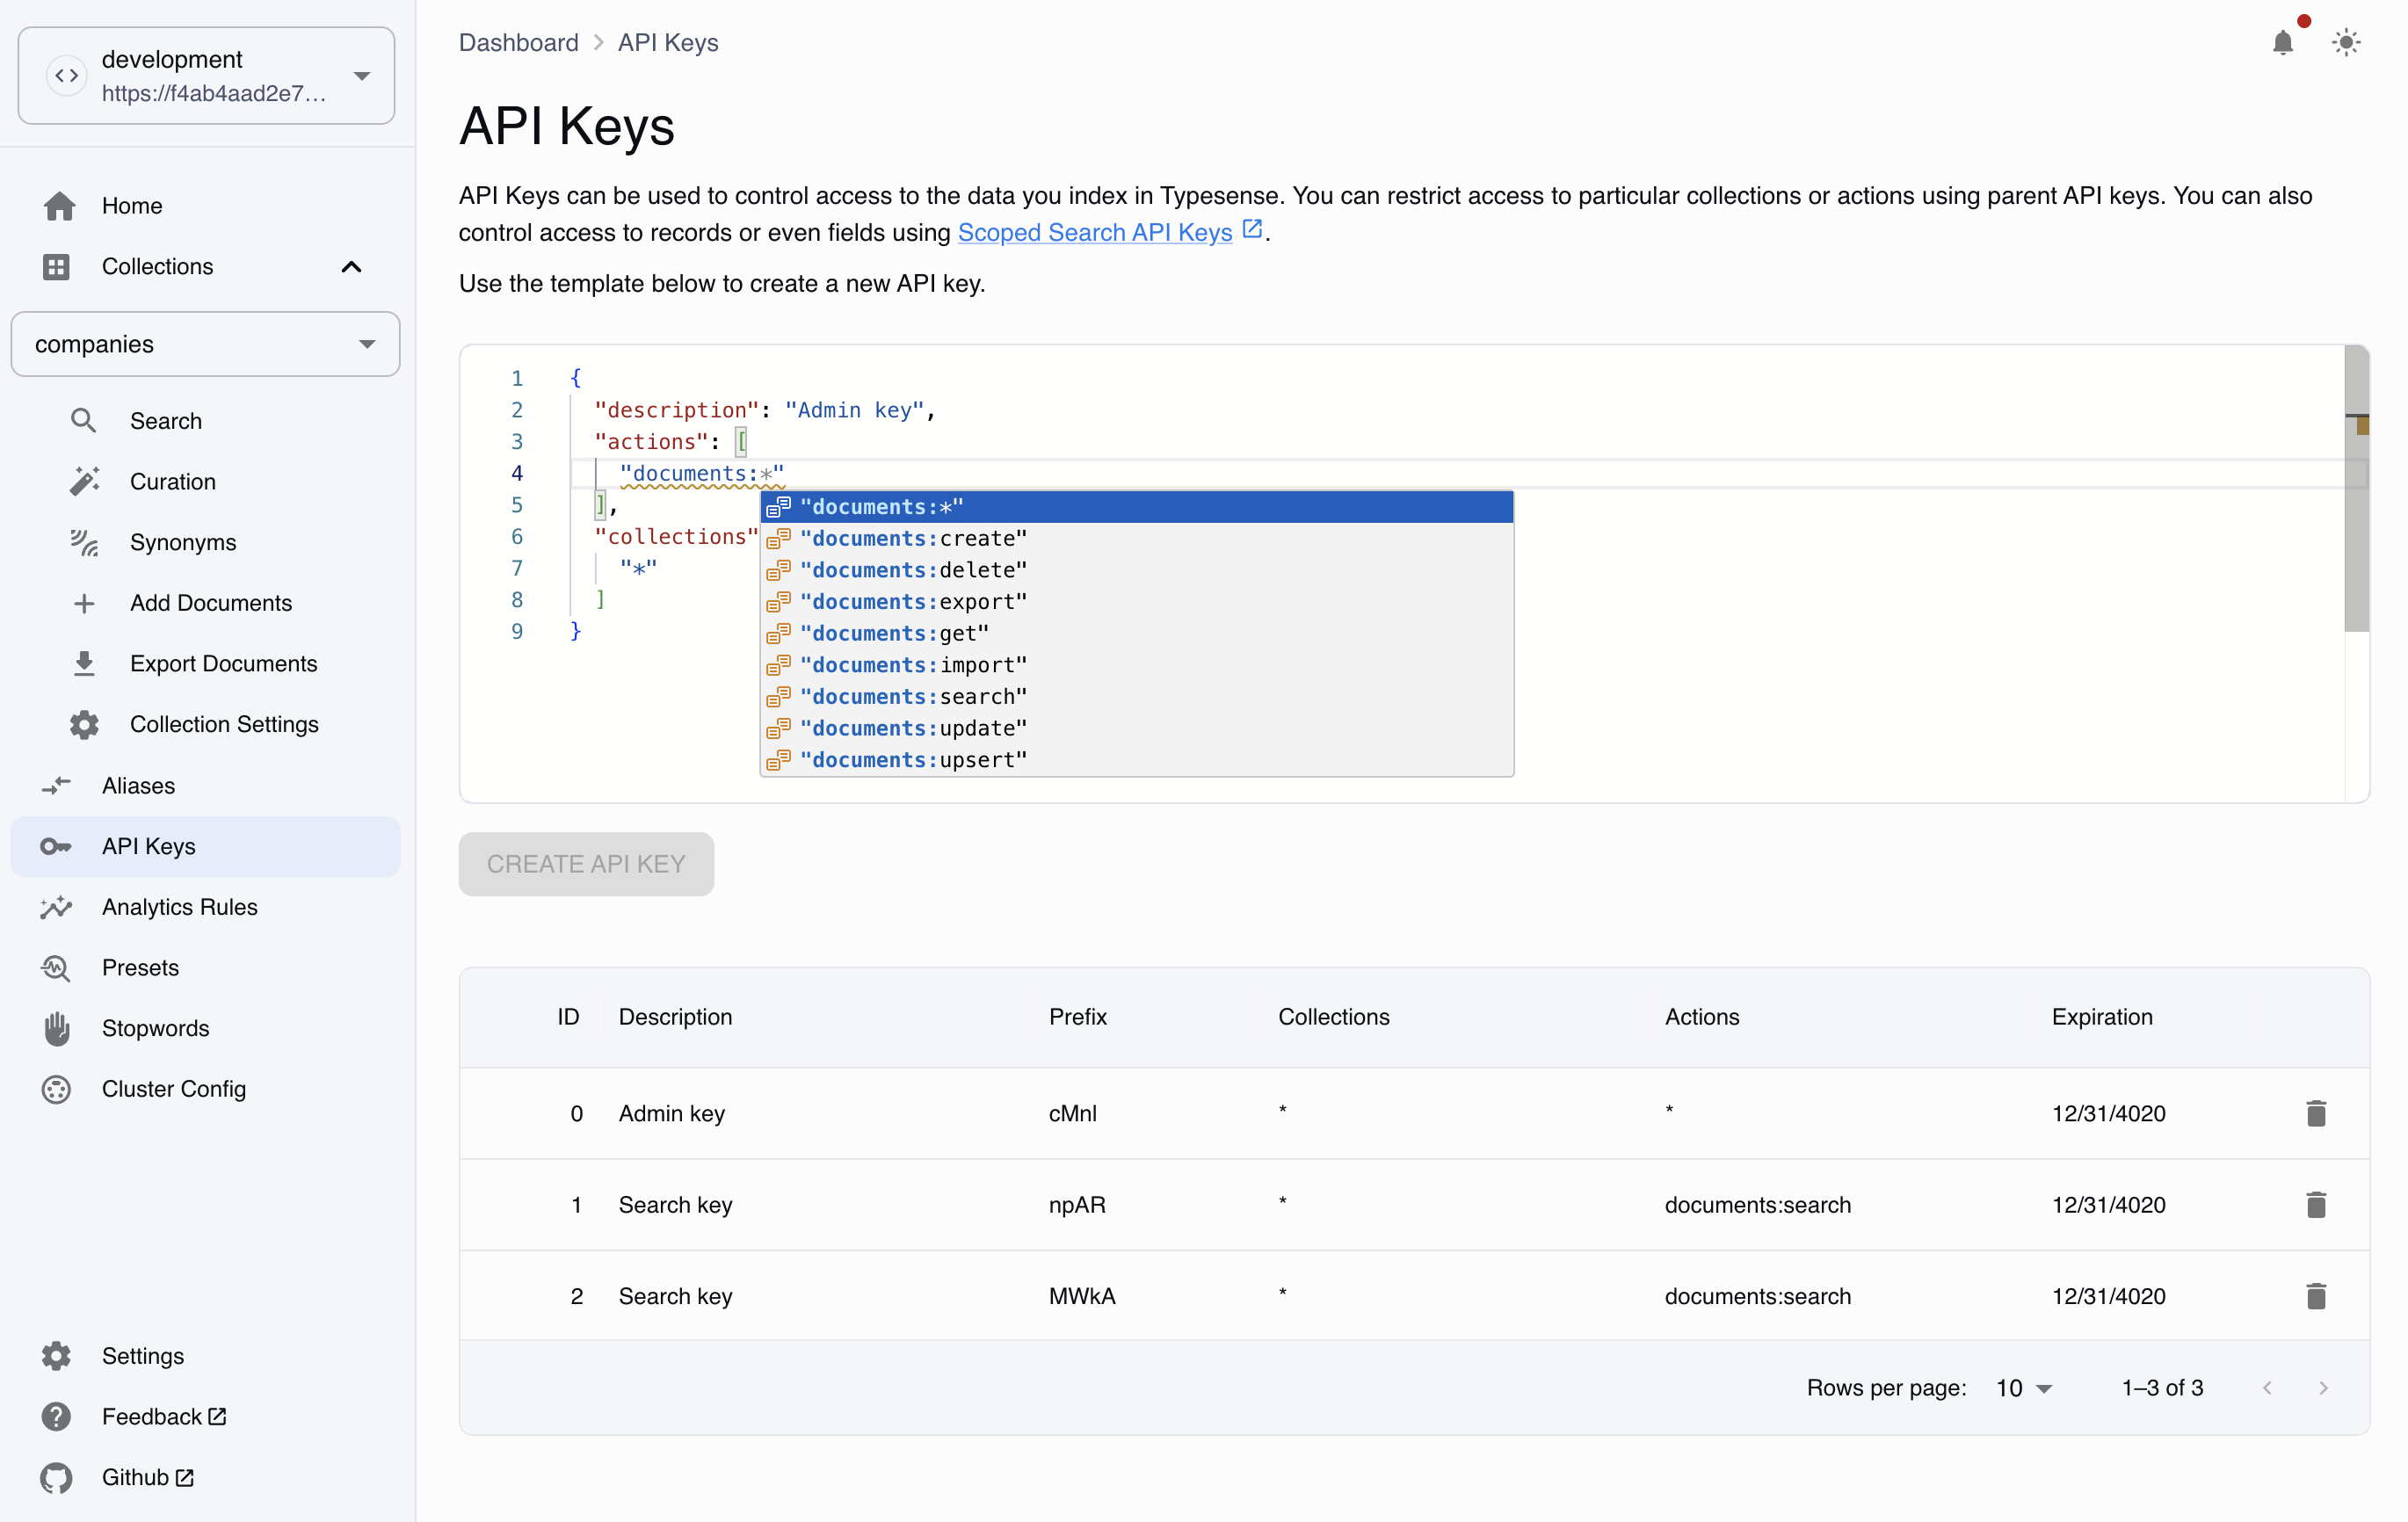 development
https://f4ab4aad2e7...
Home
Collections
companies
Search
Curation
Synonyms
Add Documents
Export Documents
Collection Settings
Aliases
API Keys
Analytics Rules
Presets
Stopwords
Cluster Config
Settings
Feedback
Github
Dashboard > API Keys
API Keys
API Keys can be used to control access to the data you index in Typesense. You can restrict access to particular collections or actions using parent API keys. You can also
control access to records or even fields using Scoped Search API Keys.
Use the template below to create a new API key.
1 {
2 "description": "Admin key",
3 "actions": [
4 "documents:*"
5 ],
6 "collections"
7 "*"
8 ]
9 }
"documents:*"
"documents:create"
"documents:delete"
"documents:export"
"documents:get"
"documents:import"
"documents:search"
"documents:update"
"documents:upsert"
CREATE API KEY
ID Description Prefix Collections Actions Expiration
0 Admin key cMnI * * 12/31/4020
1 Search key npAR * documents:search 12/31/4020
2 Search key MWkA * documents:search 12/31/4020
Rows per page: 10 1–3 of 3